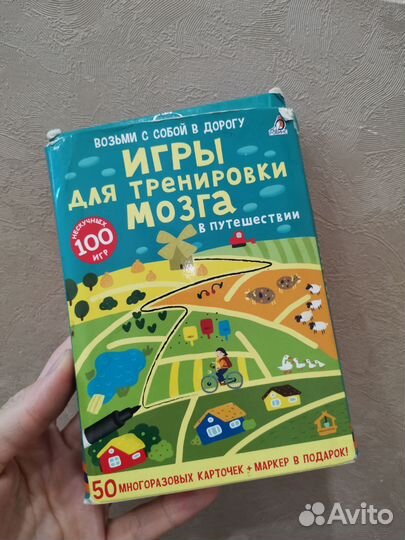 ВОЗЬМИ С СОБОЙ В ДОРОГУ
ИГРЫ
ДЛЯ ТРЕНИРОВКИ
МОЗГА
В ПУТЕШЕСТВИИ
НЕСКУЧНЫХ
100
ИГР
50 МНОГОРАЗОВЫХ КАРТОЧЕК + МАРКЕР В ПОДАРОК!
Avito